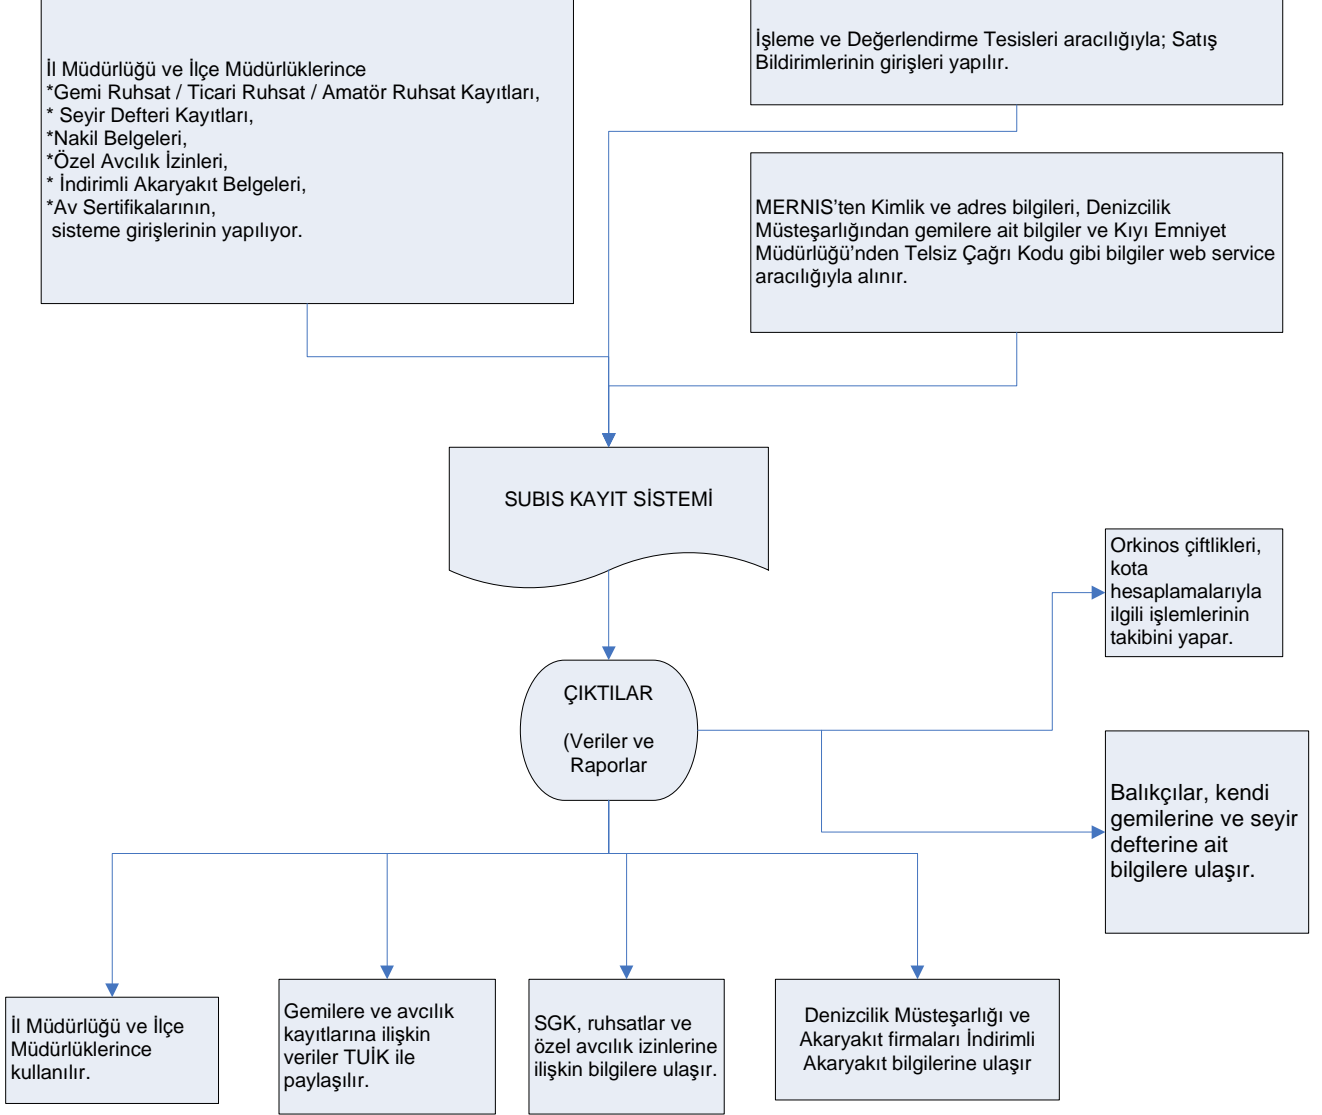 İl Müdürlüğü ve İlçe Müdürlüklerince
*Gemi Ruhsat / Ticari Ruhsat / Amatör Ruhsat Kayıtları,
* Seyir Defteri Kayıtları,
*Nakil Belgeleri,
*Özel Avcılık İzinleri,
* İndirimli Akaryakıt Belgeleri,
*Av Sertifikalarının,
sisteme girişlerinin yapılıyor.
İşleme ve Değerlendirme Tesisleri aracılığıyla; Satış
Bildirimlerinin girişleri yapılır.
MERNIS’ten Kimlik ve adres bilgileri, Denizcilik
Müsteşarlığından gemilere ait bilgiler ve Kıyı Emniyet
Müdürlüğü’nden Telsiz Çağrı Kodu gibi bilgiler web service
aracılığıyla alınır.
SUBIS KAYIT SİSTEMİ
Orkinos çiftlikleri,
kota
hesaplamalarıyla
ilgili işlemlerinin
takibini yapar.
ÇIKTILAR
(Veriler ve
Raporlar
Balıkçılar, kendi
gemilerine ve seyir
defterine ait
bilgilere ulaşır.
İl Müdürlüğü ve İlçe
Müdürlüklerince
kullanılır.
Gemilere ve avcılık
kayıtlarına ilişkin
veriler TUİK ile
paylaşılır.
SGK, ruhsatlar ve
özel avcılık izinlerine
ilişkin bilgilere ulaşır.
Denizcilik Müsteşarlığı ve
Akaryakıt firmaları İndirimli
Akaryakıt bilgilerine ulaşır